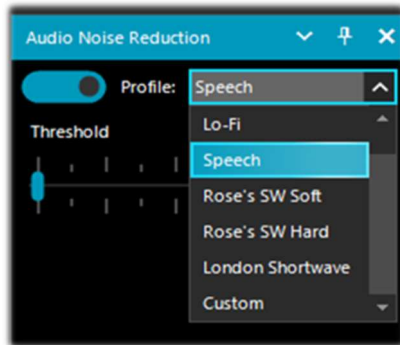 Audio Noise Reduction
Profile: Speech
Threshold
Lo-Fi
Speech
Rose's SW Soft
Rose's SW Hard
London Shortwave
Custom